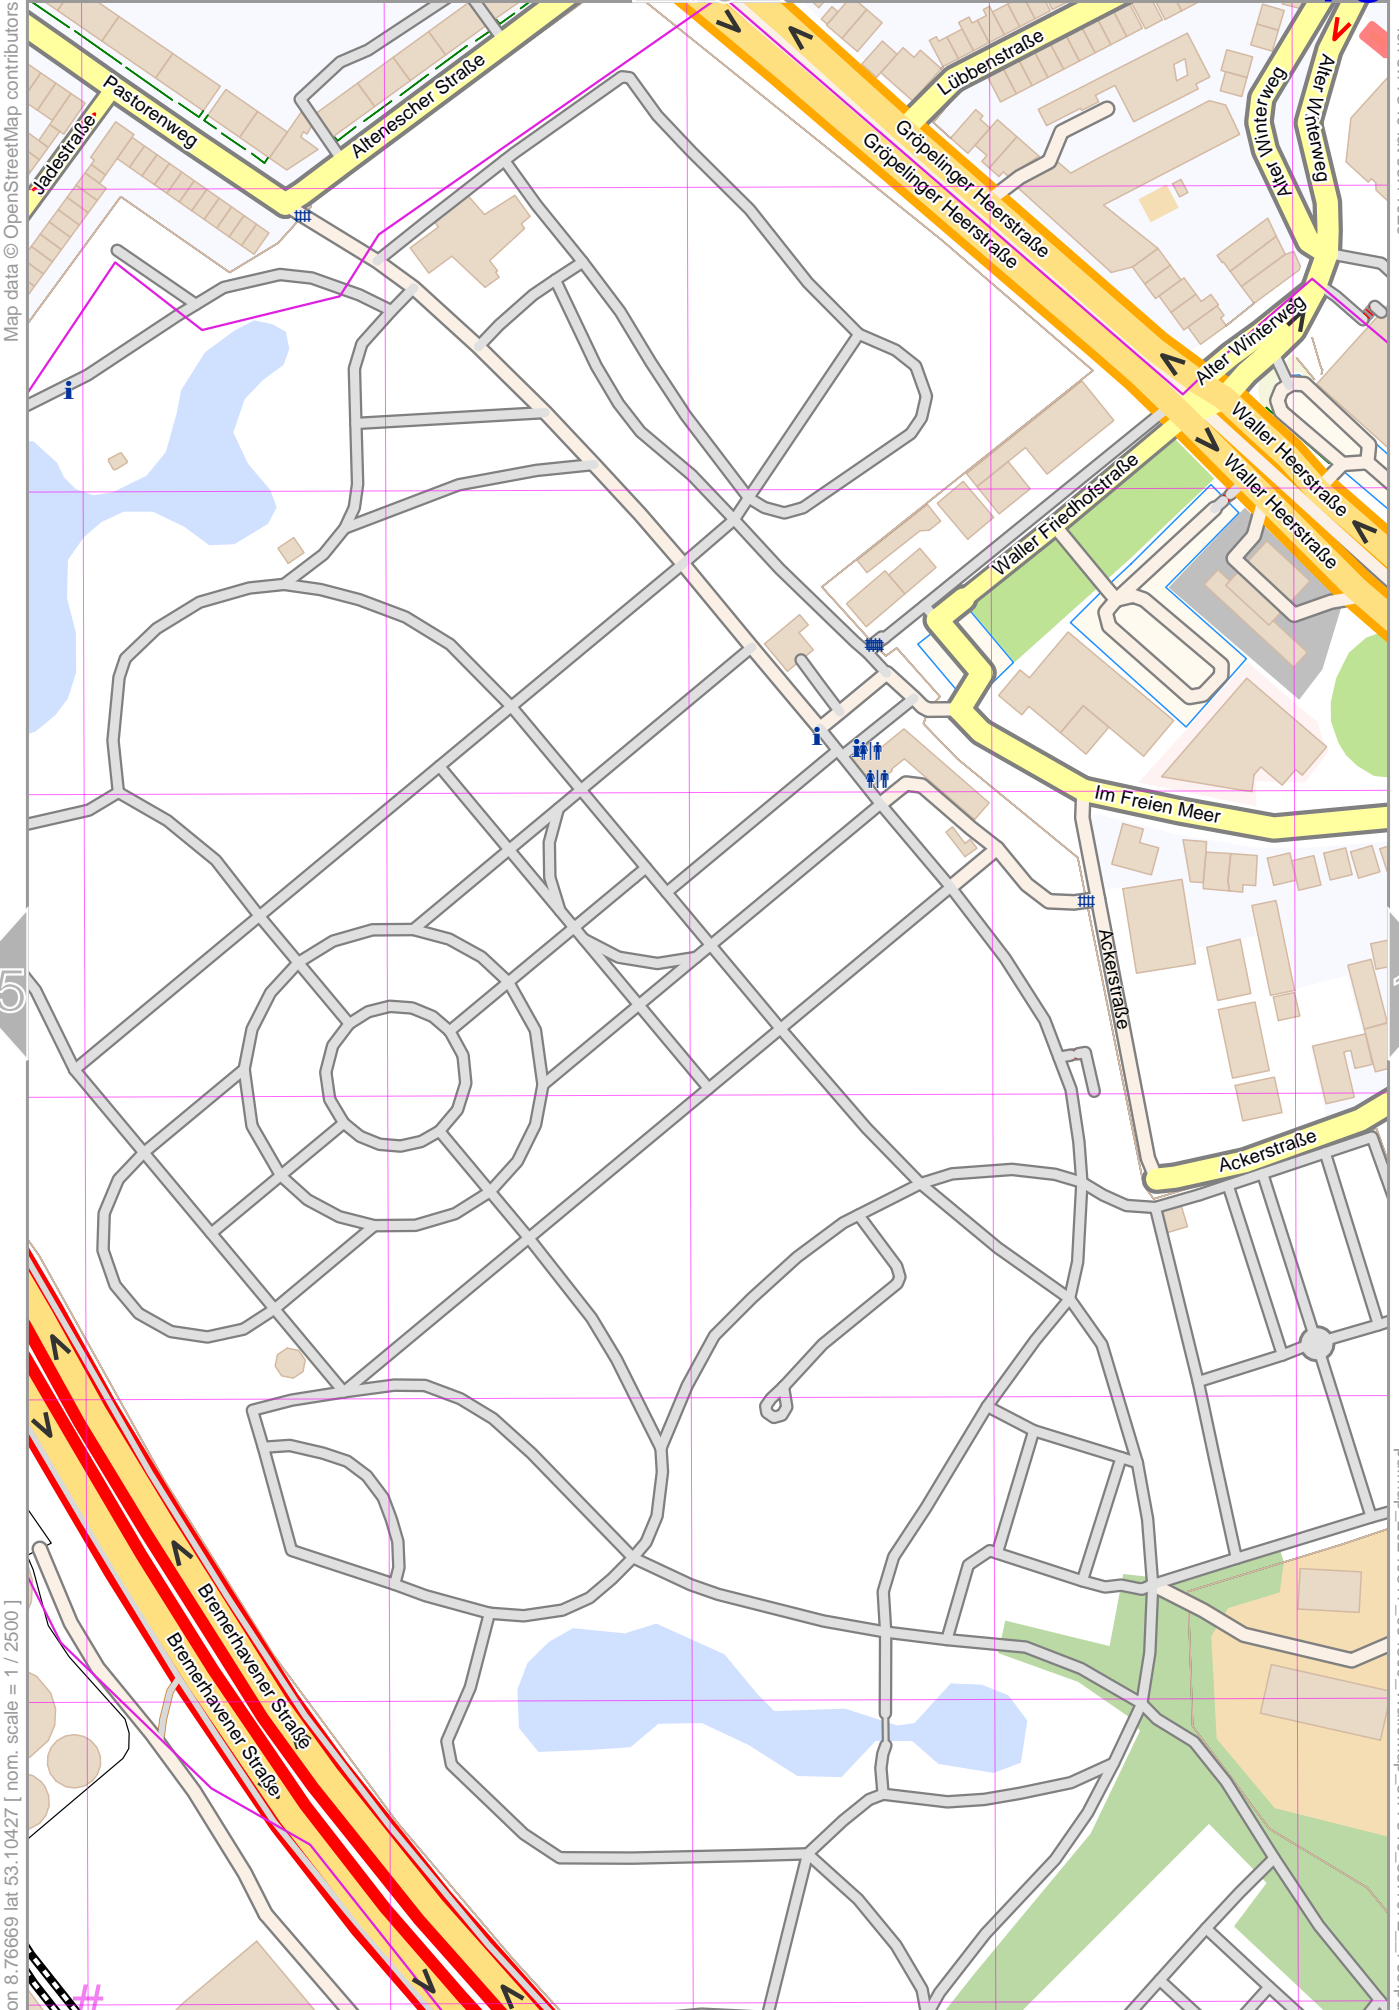 Map data © OpenStreetMap contributors
Pastorenweg
Jadestraße
Altenescher Straße
Lübbenstraße
Alter Winterweg
Alter Winterweg
Gröpelinger Heerstraße
Gröpelinger Heerstraße
Alter Winterweg
Waller Heerstraße
Waller Heerstraße
Waller Friedhofstraße
Im Freien Meer
Ackerstraße
Ackerstraße
5
Bremerhavener Straße
Bremerhavener Straße
on 8.76669 lat 53.10427 [ nom. scale = 1 / 2500 ]
#